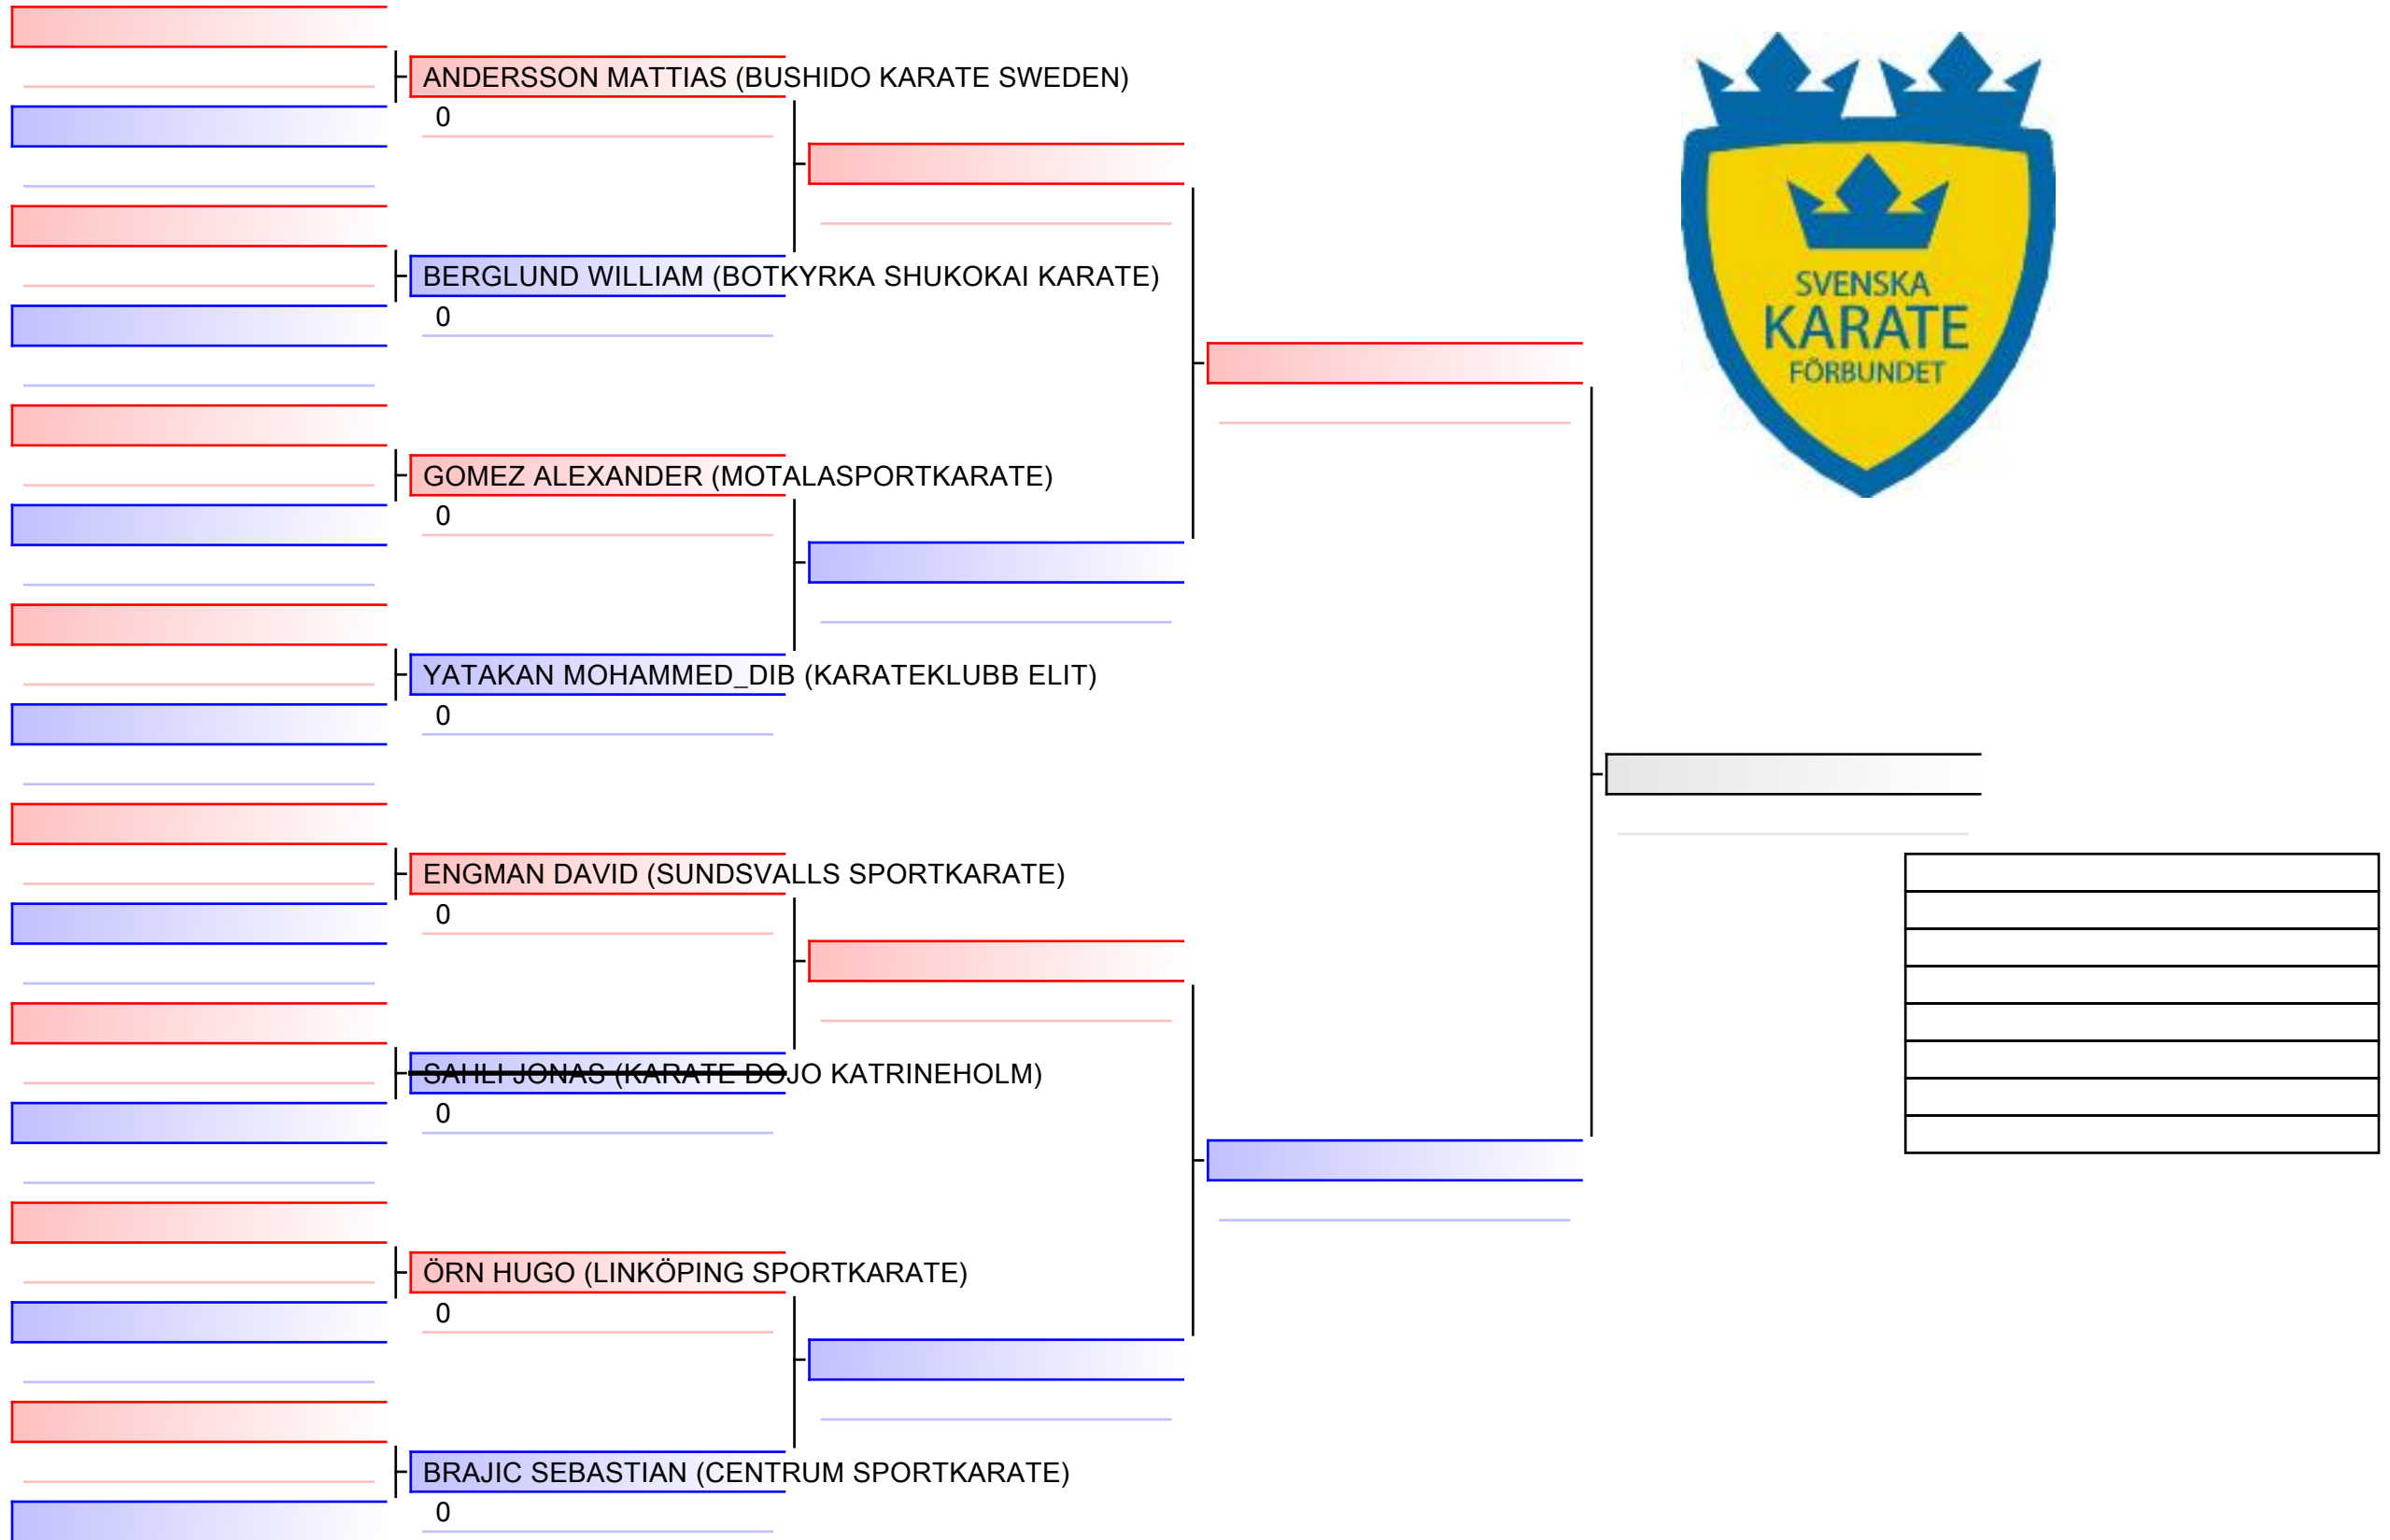 ANDERSSON MATTIAS (BUSHIDO KARATE SWEDEN)
0
BERGLUND WILLIAM (BOTKYRKA SHUKOKAI KARATE)
0
GOMEZ ALEXANDER (MOTALASPORTKARATE)
0
YATAKAN MOHAMMED_DIB (KARATEKLUBB ELIT)
0
ENGMAN DAVID (SUNDSVALLS SPORTKARATE)
0
SAHLI JONAS (KARATE DOJO KATRINEHOLM)
0
ÖRN HUGO (LINKÖPING SPORTKARATE)
0
BRAJIC SEBASTIAN (CENTRUM SPORTKARATE)
0
SVENSKA
KARATE
FÖRBUNDET